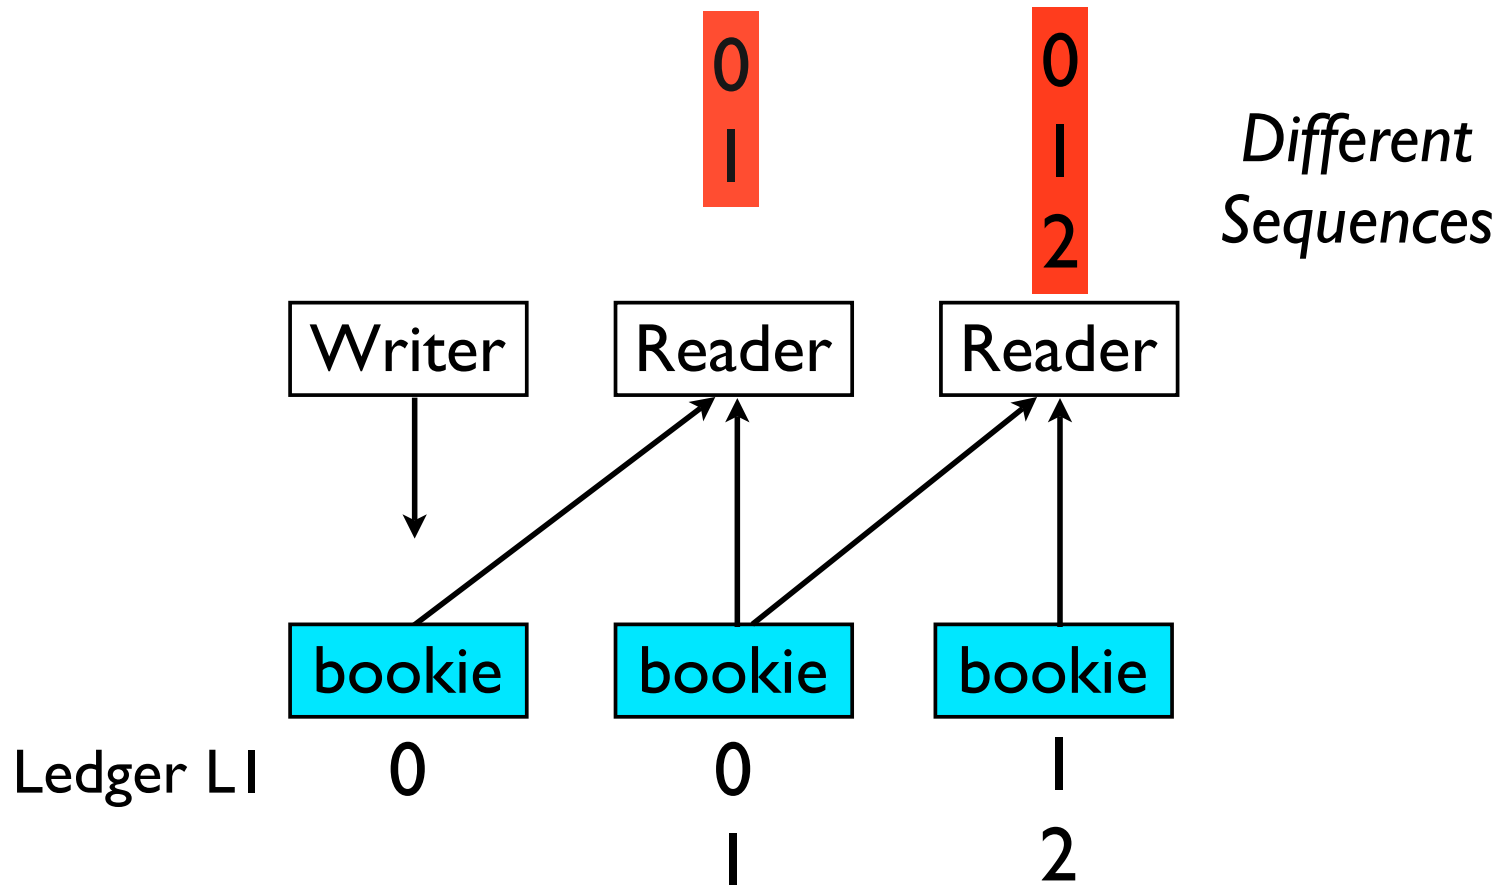 0
1
0
1
2
Different
Sequences
Writer
Reader
Reader
bookie
bookie
bookie
Ledger L1
0
0
1
1
2